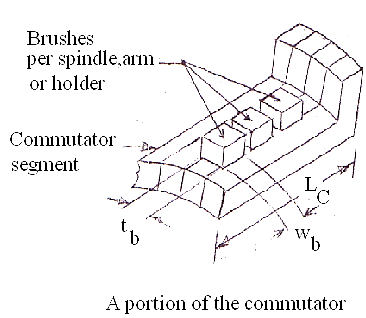 Brushes
per spindle,arm
or holder
Commutator
segment
L C
t b
w b
A portion of the commutator